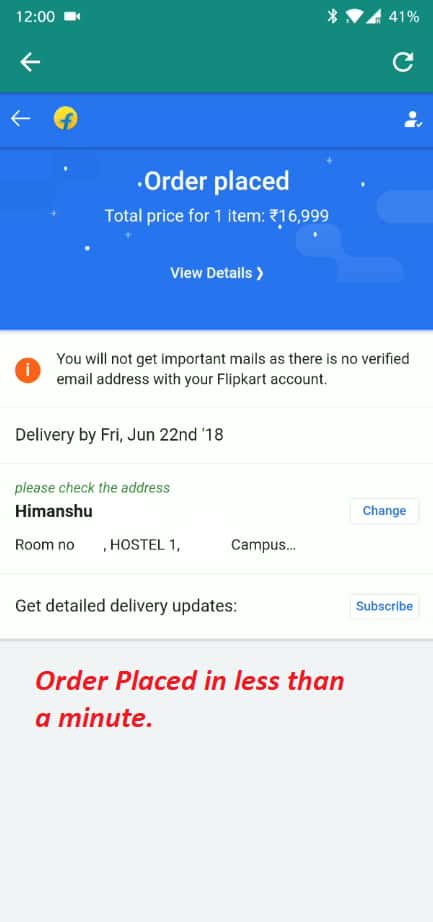 12:00 41%
Order placed
Total price for 1 item: ₹16,999
View Details ❯
You will not get important mails as there is no verified
email address with your Flipkart account.
Delivery by Fri, Jun 22nd '18
please check the address
Himanshu
Change
Room no , HOSTEL 1, Campus...
Get detailed delivery updates:
Subscribe
Order Placed in less than
a minute.